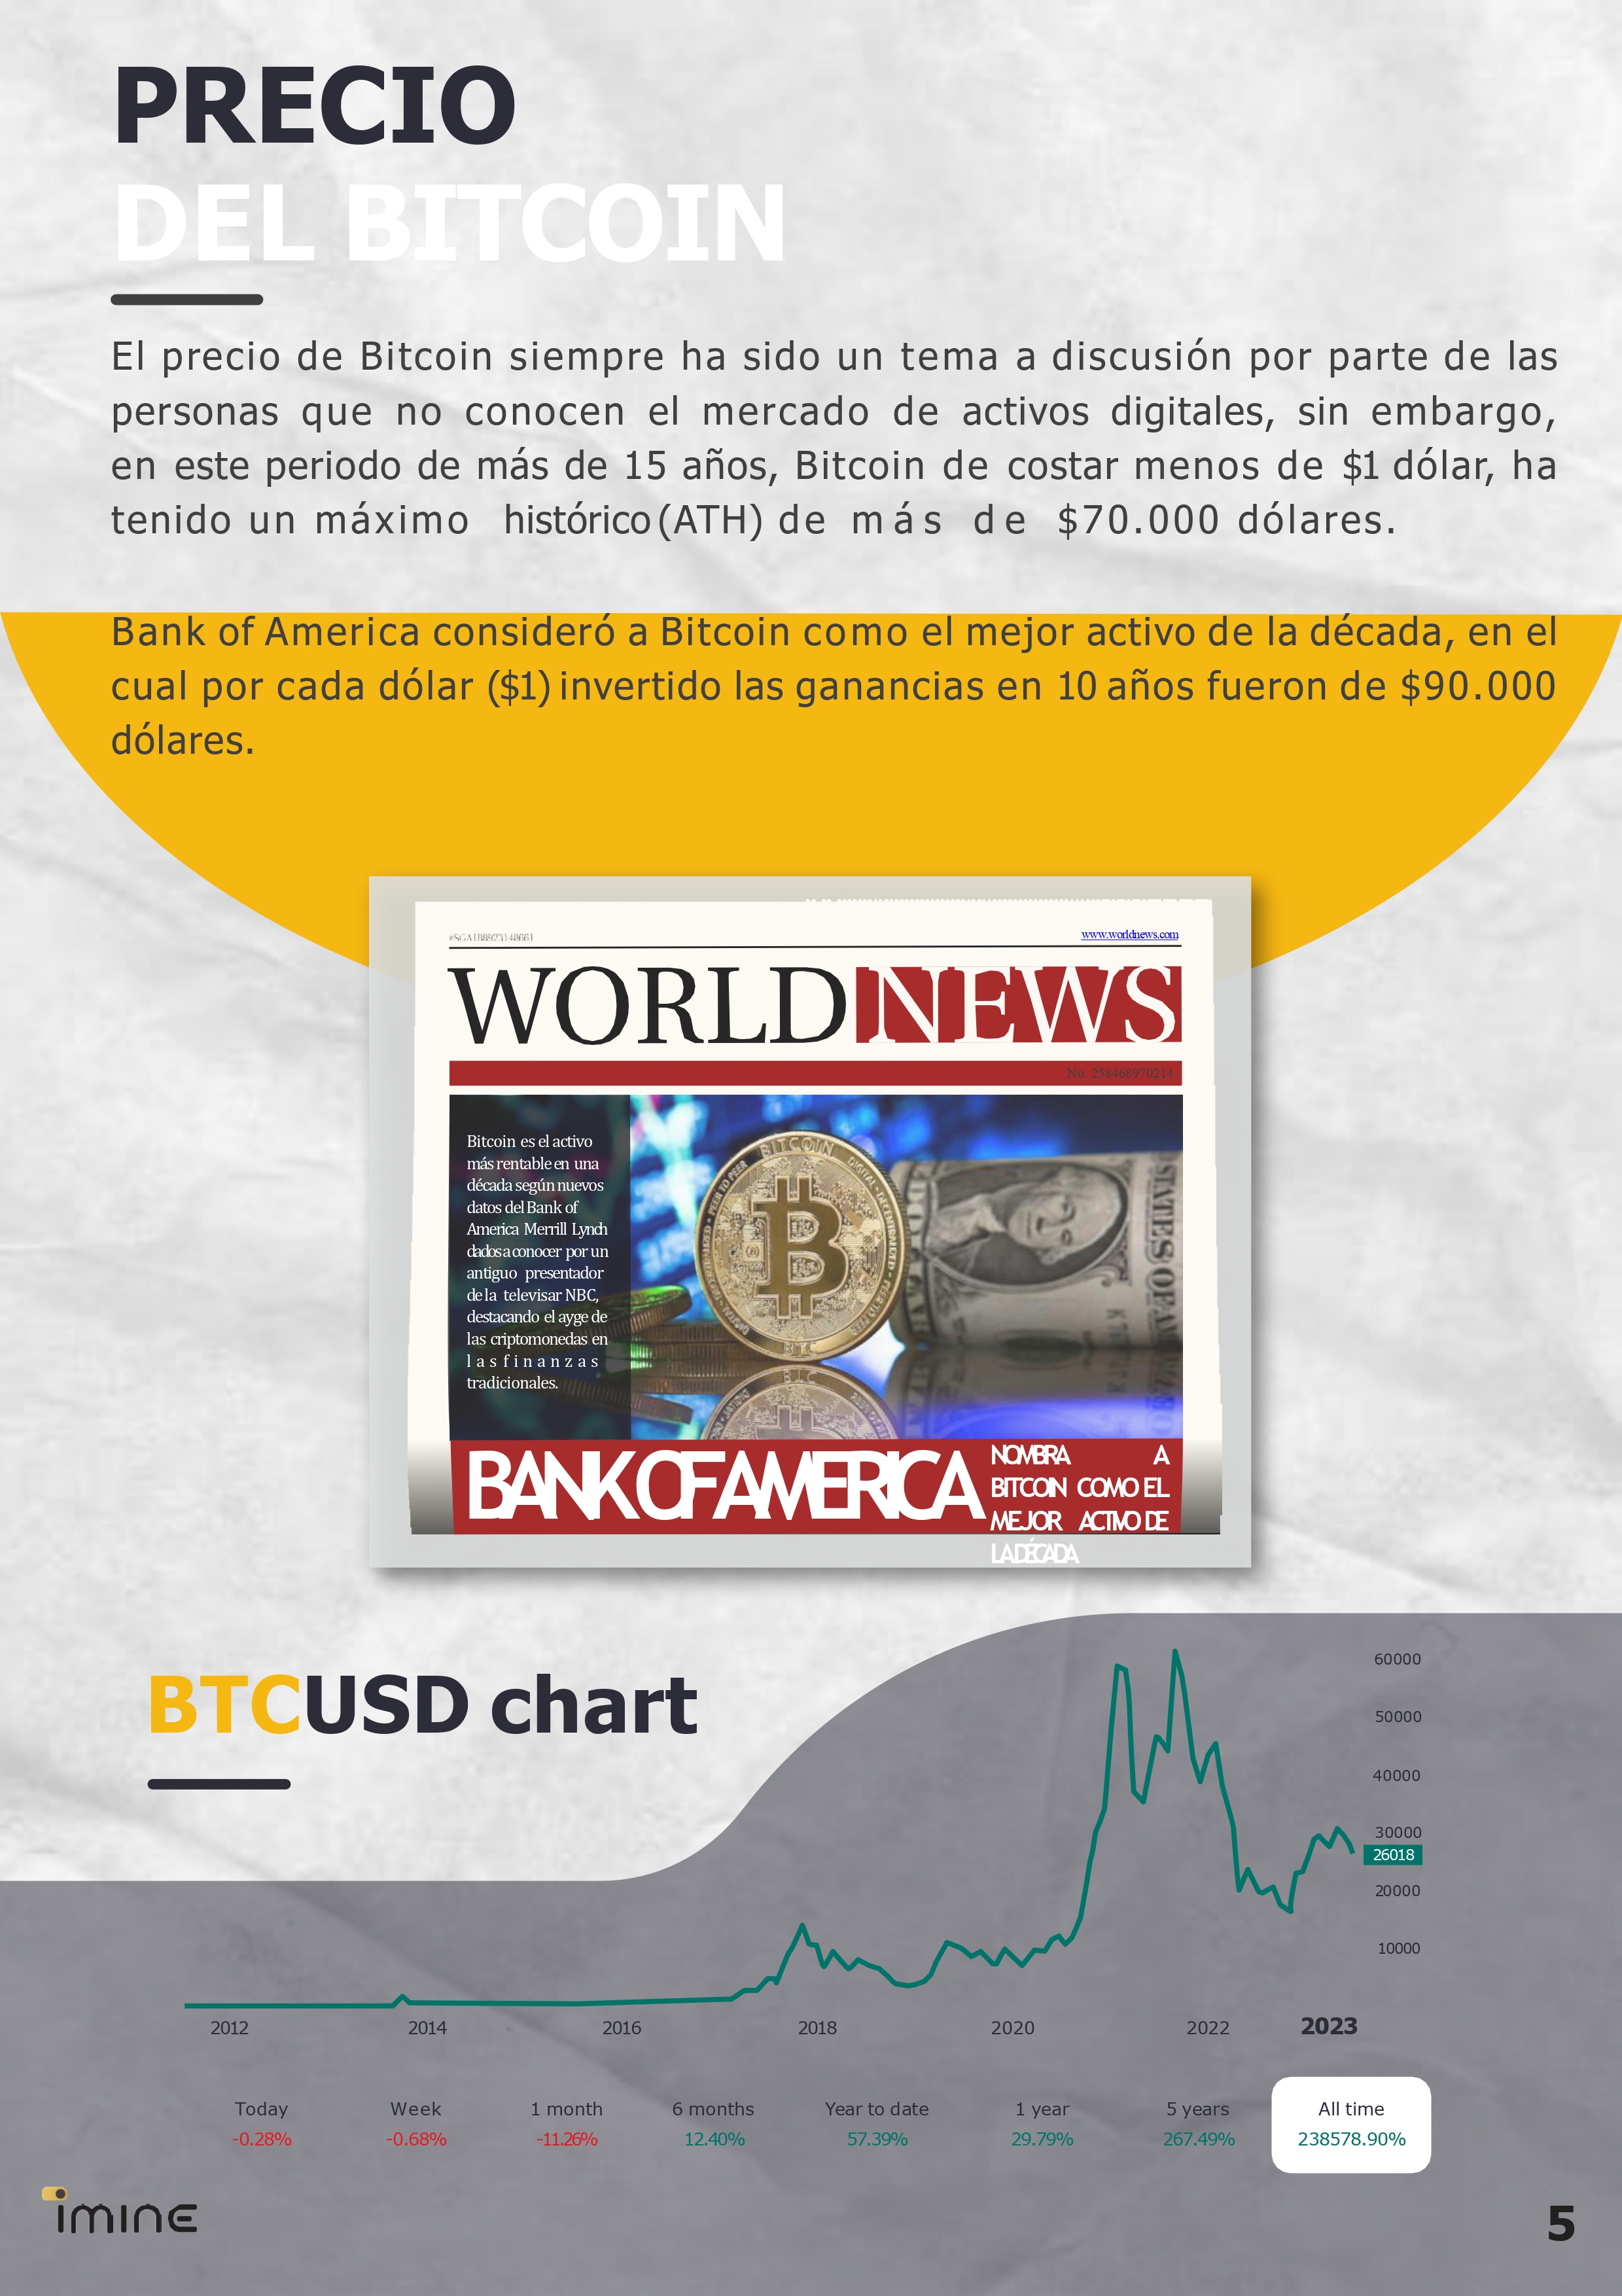 PRECIO
DEL BITCOIN
El precio de Bitcoin siempre ha sido un tema a discusión por parte de las
personas que no conocen el mercado de activos digitales, sin embargo,
en este periodo de más de 15 años, Bitcoin de costar menos de $1 dólar, ha
tenido un máximo histórico (ATH) de más de $70.000 dólares.
Bank of America consideró a Bitcoin como el mejor activo de la década, en el
cual por cada dólar ($1) invertido las ganancias en 10 años fueron de $90.000
dólares.
www.worldnews.com
WORLDNEWS
No. 258468970214
Bitcoin es el activo
más rentable en una
década según nuevos
datos del Bank of
America Merrill Lynch
dados a conocer por un
antiguo presentador
de la televisar NBC,
destacando el ayge de
las criptomonedas en
las finanzas
tradicionales.
BITCOIN
BTC
STATES OF AM
BANK OF AMERICA
NOMBRA A
BITCOIN COMO EL
MEJOR ACTIVO DE
LA DÉCADA
BTCUSD chart
60000
50000
40000
30000
26018
20000
10000
2012 2014 2016 2018 2020 2022 2023
Today Week 1 month 6 months Year to date 1 year 5 years All time
-0.28% -0.68% -11.26% 12.40% 57.39% 29.79% 267.49% 238578.90%
imine
5